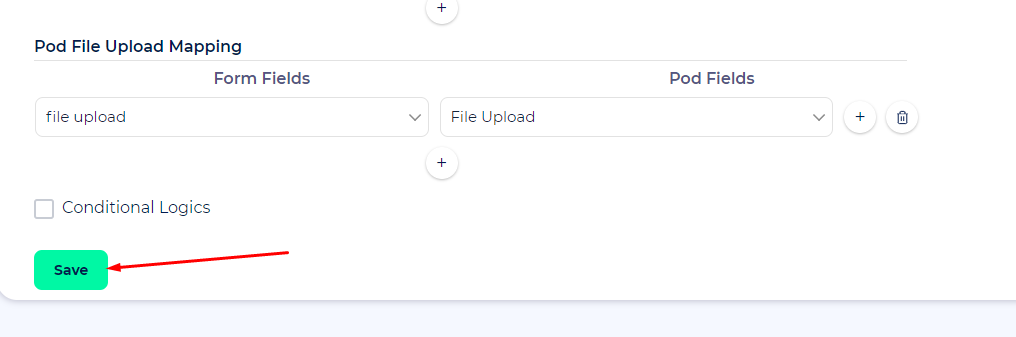 Pod File Upload Mapping
Form Fields Pod Fields
file upload File Upload
Conditional Logics
Save